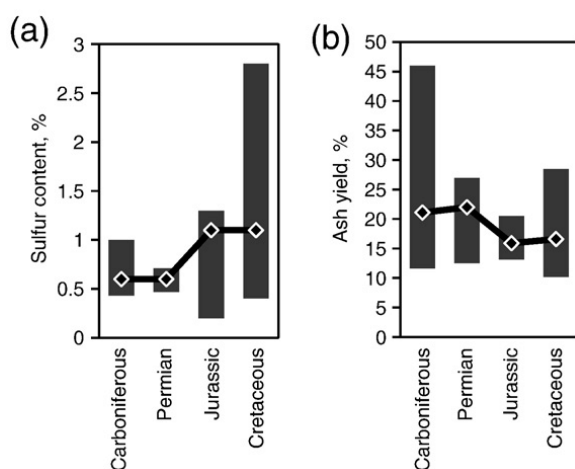 (a)
3
2.5
2
1.5
1
0.5
0
Sulfur content, %
Carboniferous
Permian
Jurassic
Cretaceous
(b)
50
45
40
35
30
25
20
15
10
5
0
Ash yield, %
Carboniferous
Permian
Jurassic
Cretaceous